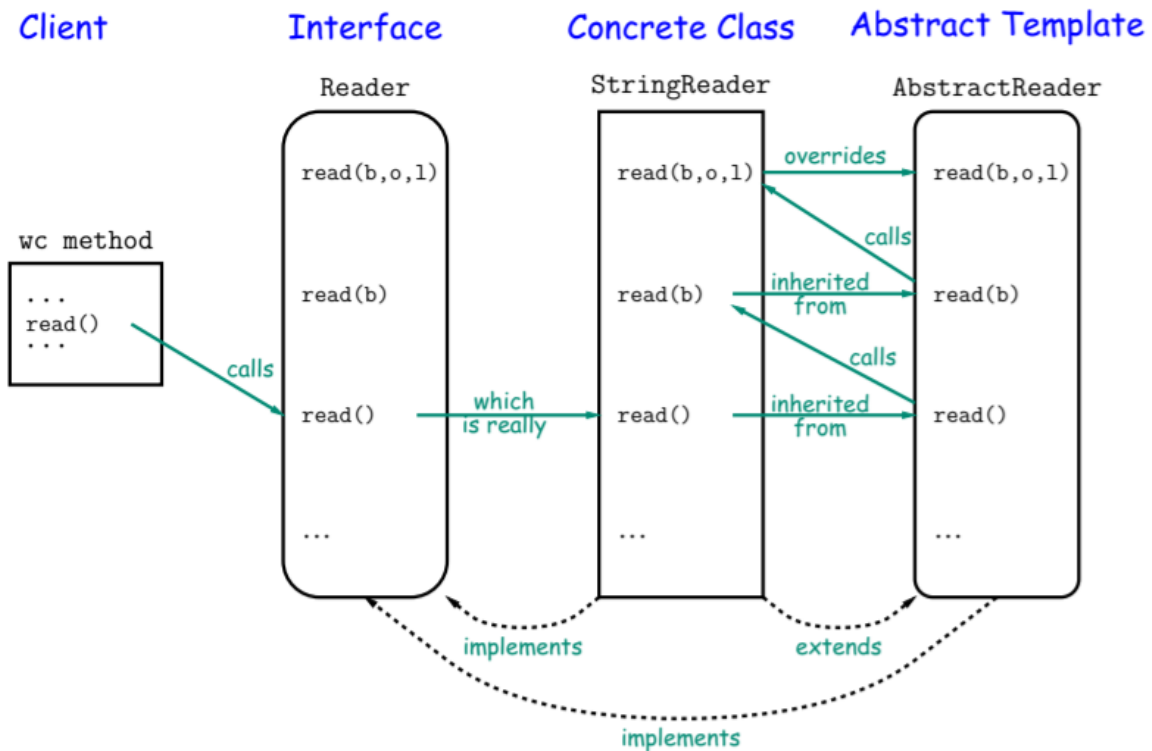 Client
Interface
Concrete Class
Abstract Template
Reader
StringReader
AbstractReader
wc method
...
read()
...
calls
read(b,o,l)
read(b)
read()
...
which
is really
read(b,o,l)
read(b)
read()
...
overrides
calls
inherited
from
calls
inherited
from
read(b,o,l)
read(b)
read()
...
implements
extends
implements